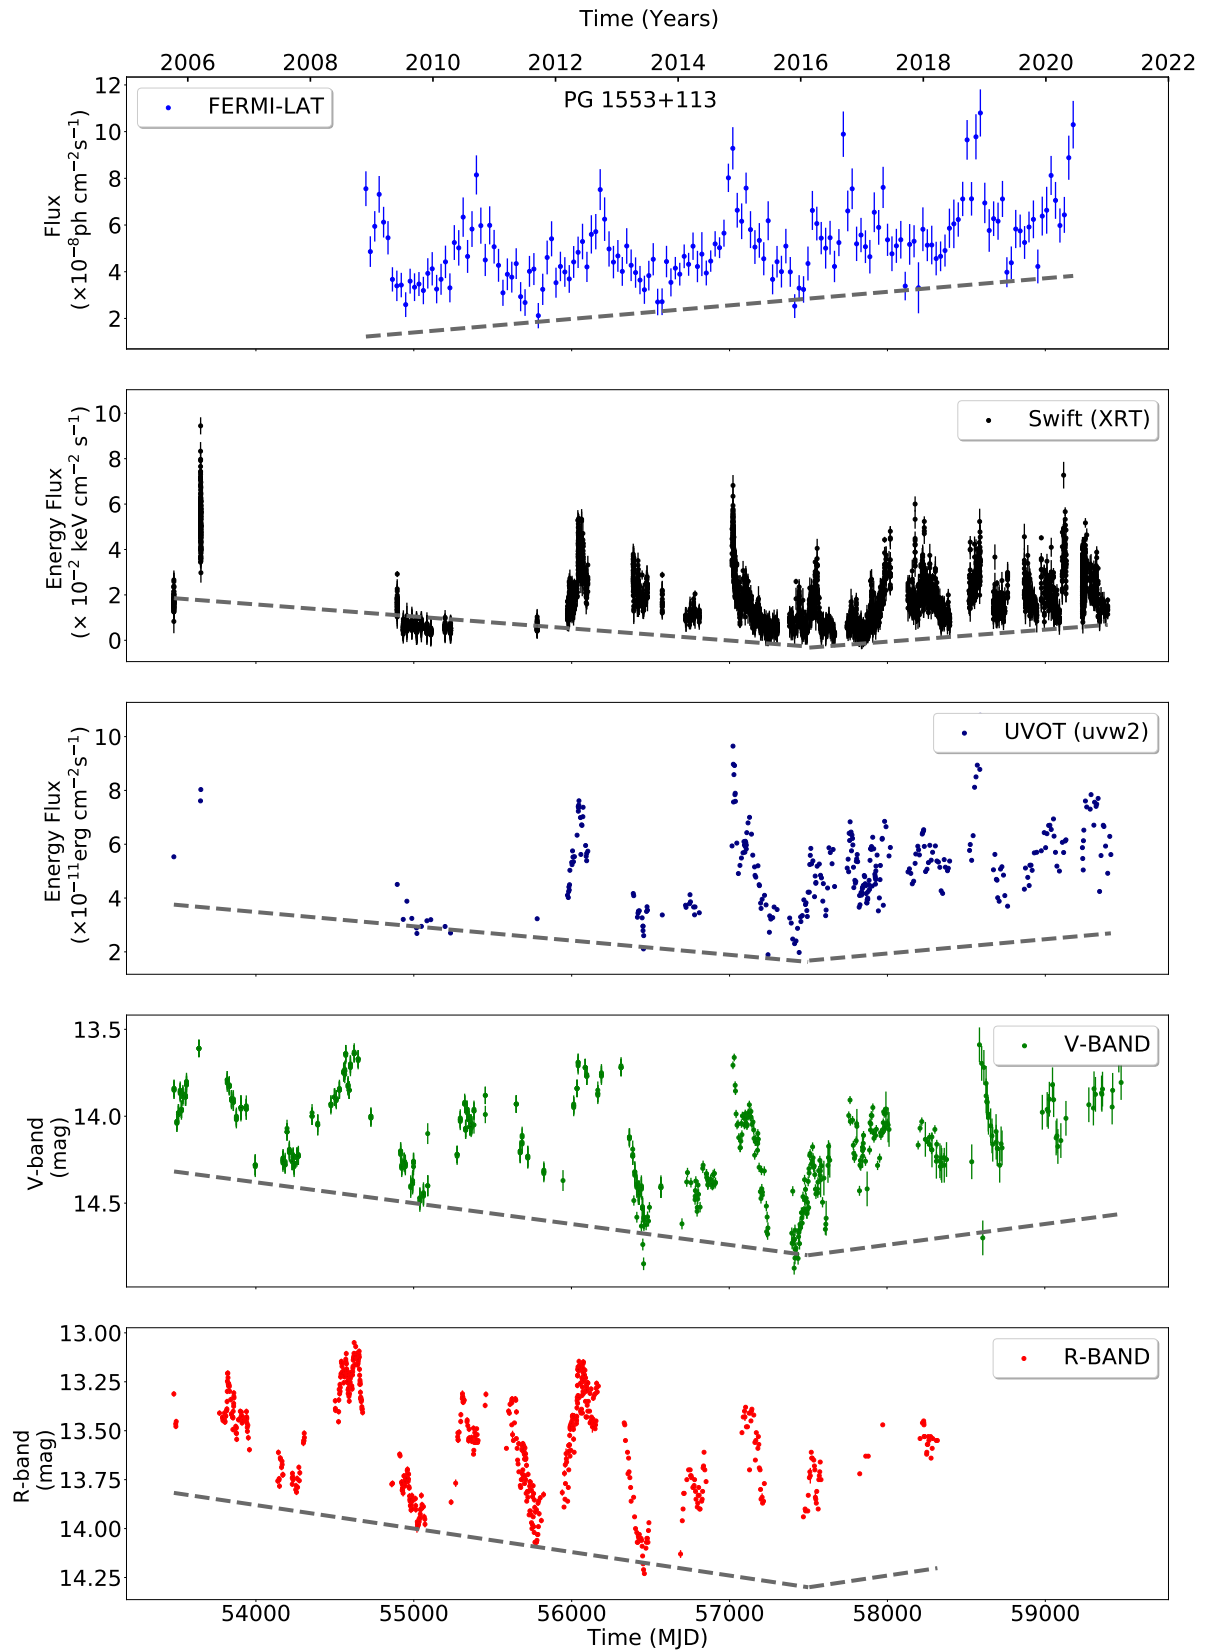 Time (Years)
2006 2008 2010 2012 2014 2016 2018 2020 2022
FERMI-LAT
PG 1553+113
Flux
(×10−8ph cm−2s−1)
12
10
8
6
4
2
Swift (XRT)
Energy Flux
(× 10−2 keV cm−2 s−1)
10
8
6
4
2
0
UVOT (uvw2)
Energy Flux
(×10−11erg cm−2s−1)
10
8
6
4
2
V-BAND
V-band
(mag)
13.5
14.0
14.5
R-BAND
R-band
(mag)
13.00
13.25
13.50
13.75
14.00
14.25
54000 55000 56000 57000 58000 59000
Time (MJD)